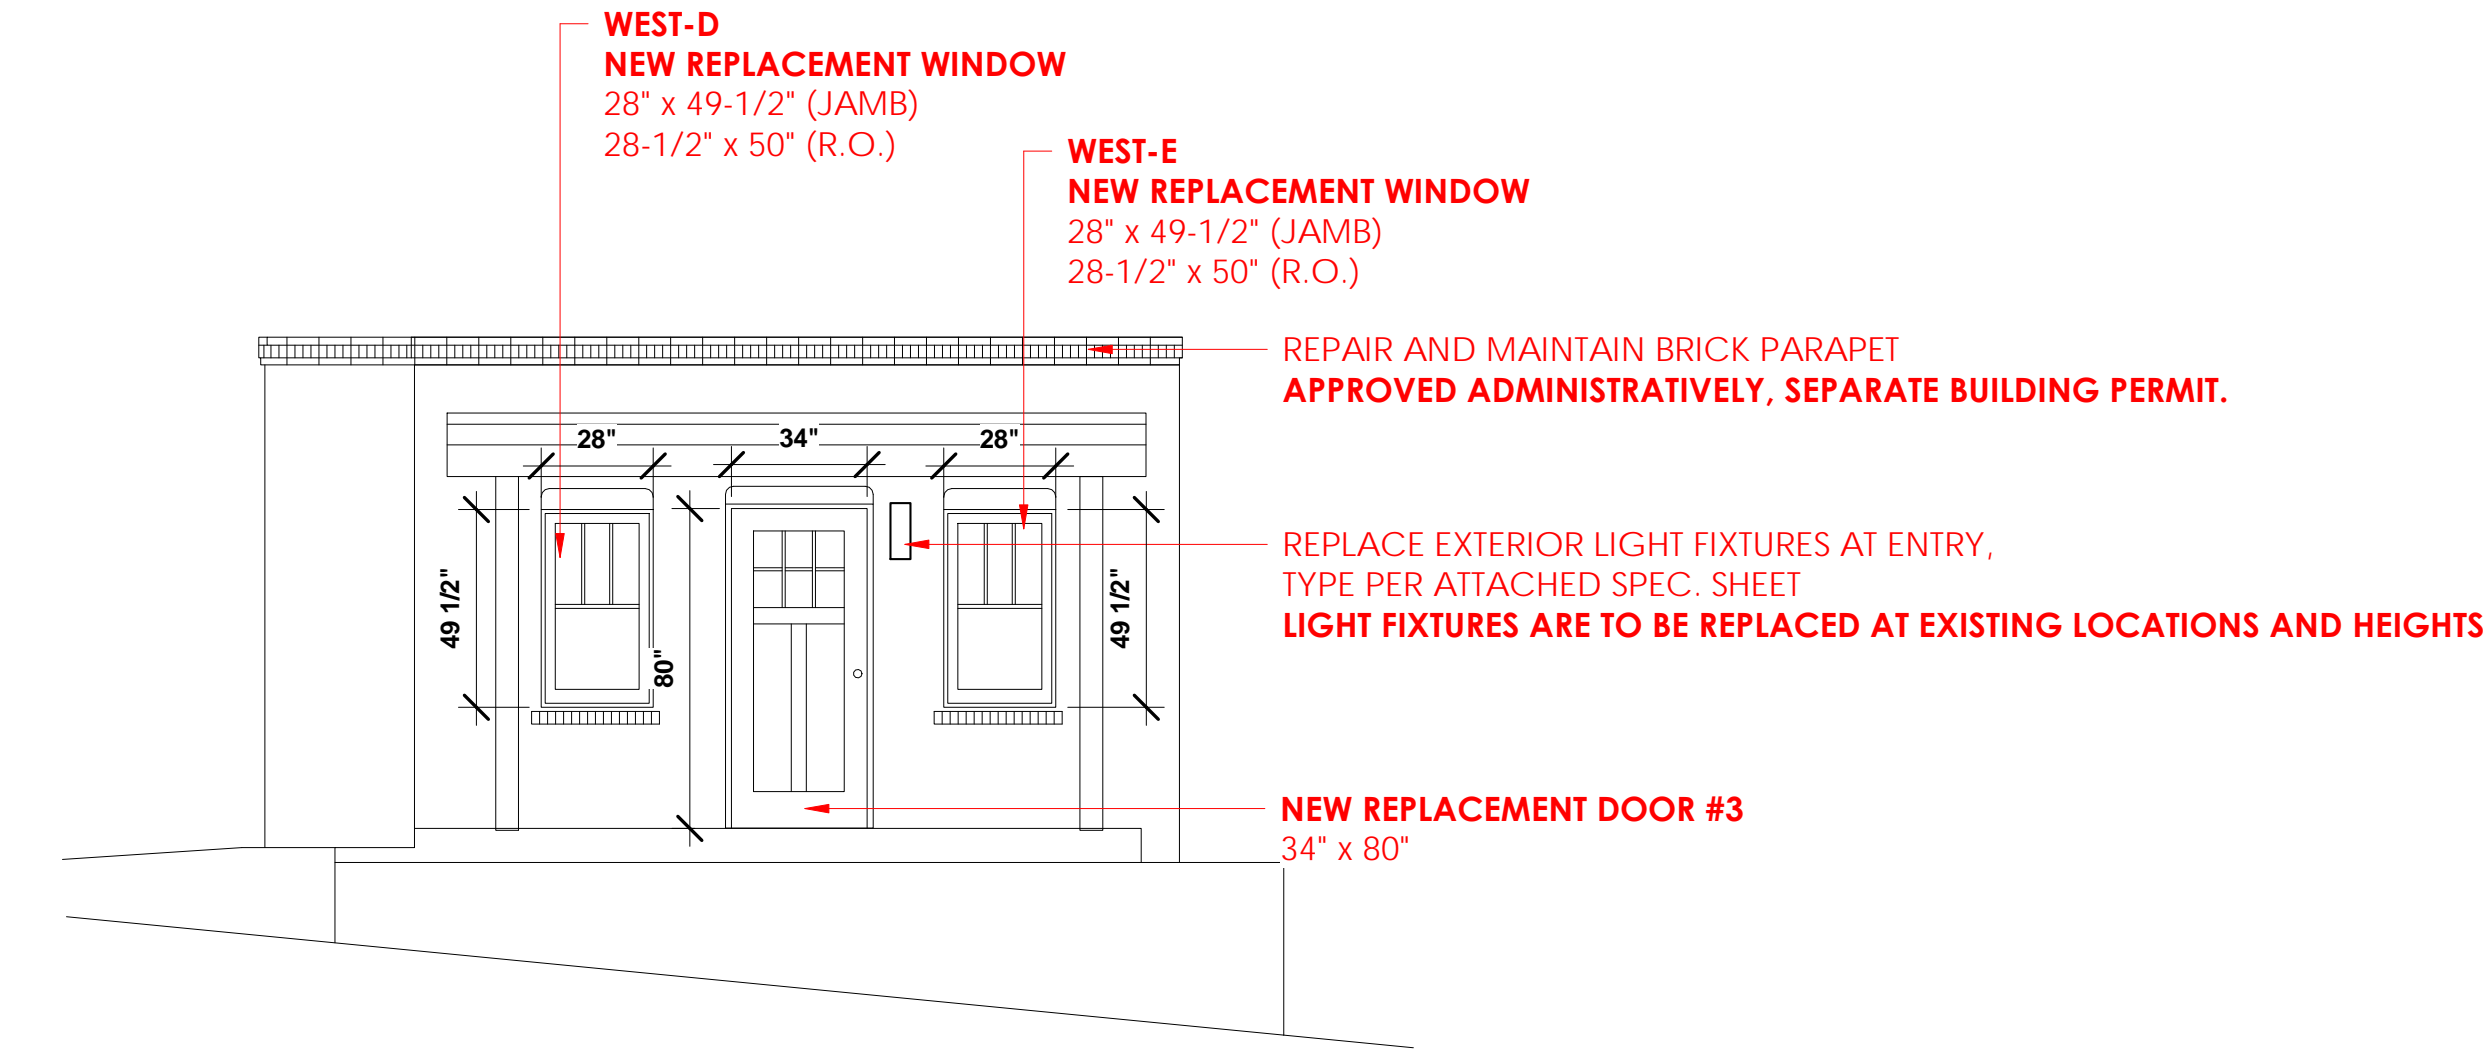 WEST-D
NEW REPLACEMENT WINDOW
28" x 49-1/2" (JAMB)
28-1/2" x 50" (R.O.)
WEST-E
NEW REPLACEMENT WINDOW
28" x 49-1/2" (JAMB)
28-1/2" x 50" (R.O.)
REPAIR AND MAINTAIN BRICK PARAPET
APPROVED ADMINISTRATIVELY, SEPARATE BUILDING PERMIT.
28"
34"
28"
49 1/2"
80"
49 1/2"
REPLACE EXTERIOR LIGHT FIXTURES AT ENTRY,
TYPE PER ATTACHED SPEC. SHEET
LIGHT FIXTURES ARE TO BE REPLACED AT EXISTING LOCATIONS AND HEIGHTS
NEW REPLACEMENT DOOR #3
34" x 80"